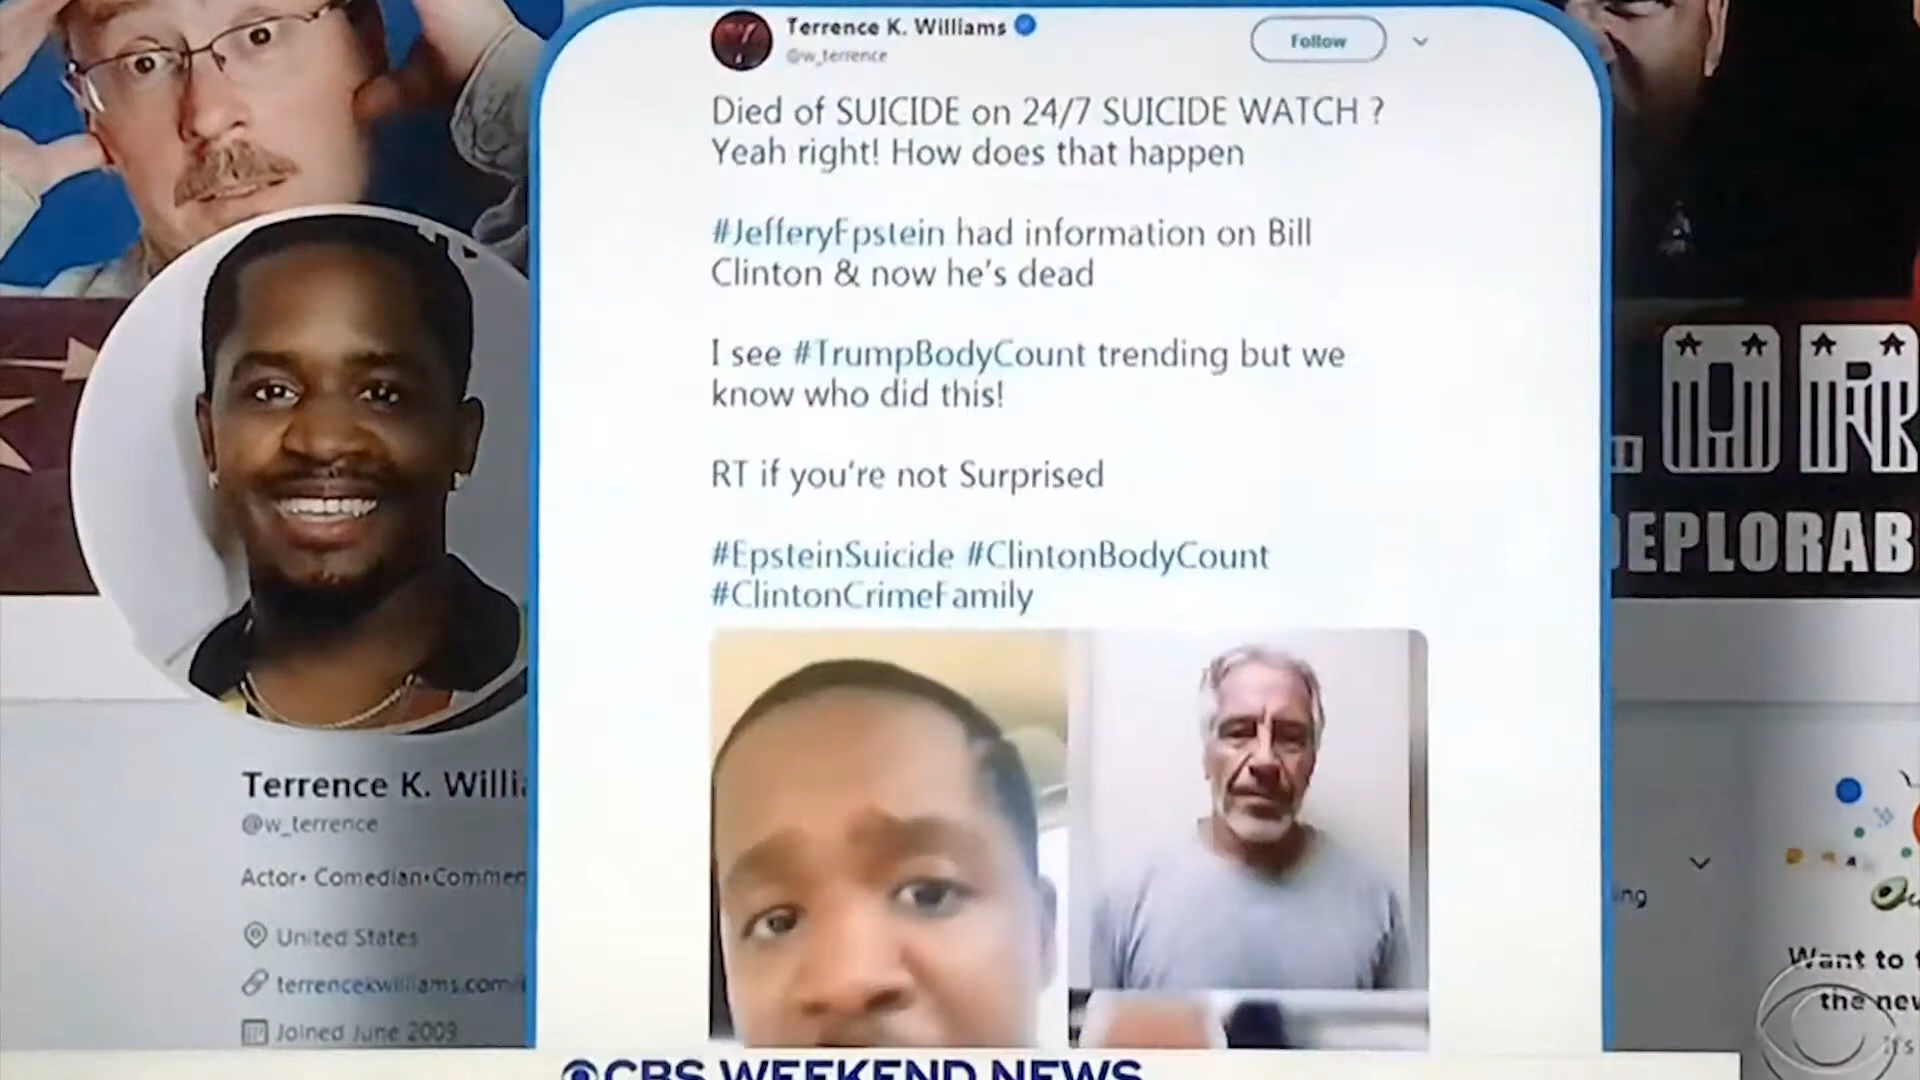 Terrence K. Williams
@w_terrence
Follow
Died of SUICIDE on 24/7 SUICIDE WATCH ?
Yeah right! How does that happen
#JefferyEpstein had information on Bill
Clinton & now he's dead
I see #TrumpBodyCount trending but we
know who did this!
RT if you're not Surprised
#EpsteinSuicide #ClintonBodyCount
#ClintonCrimeFamily
Terrence K. Willia
@w_terrence
Actor• Comedian•Commen
United States
terrencekwilliams.com
Joined June 2009
DEPLORAB
ing
Want to t
the new
It's
CBS WEEKEND NEWS